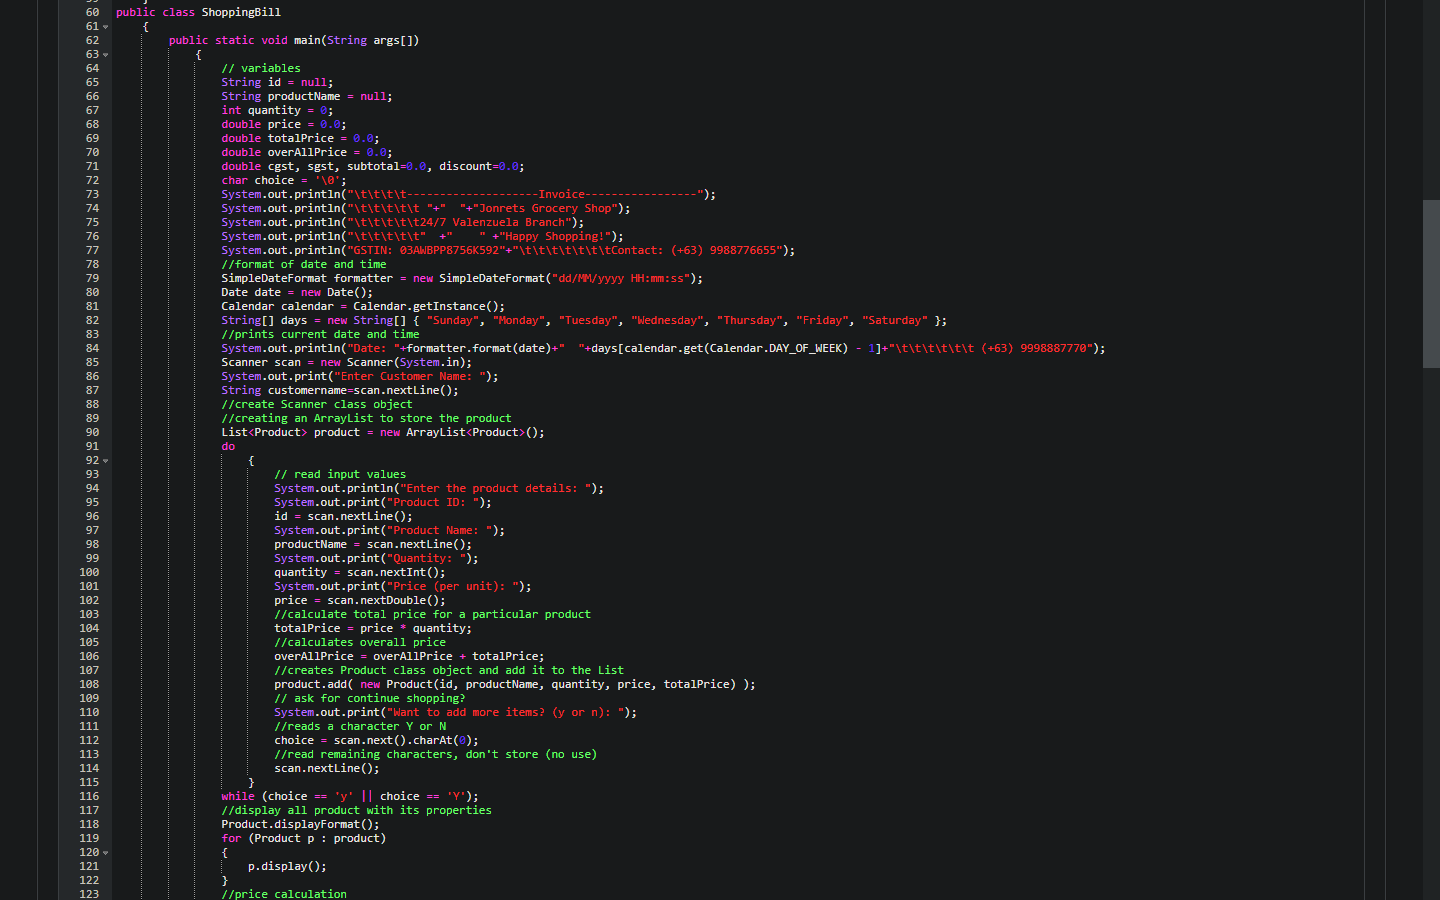 60 public class ShoppingBill
61 {
62 public static void main(String args[])
63 {
64 // variables
65 String id = null;
66 String productName = null;
67 int quantity = 0;
68 double price = 0.0;
69 double totalPrice = 0.0;
70 double overAllPrice = 0.0;
71 double cgst, sgst, subtotal=0.0, discount=0.0;
72 char choice = '\0';
73 System.out.println("\t\t\t\t--------------------Invoice-----------------");
74 System.out.println("\t\t\t\t\t "+"  "+"Jonrets Grocery Shop");
75 System.out.println("\t\t\t\t\t24/7 Valenzuela Branch");
76 System.out.println("\t\t\t\t\t"  +"    " +"Happy Shopping!");
77 System.out.println("GSTIN: 03AWBPP8756K592"+"\t\t\t\t\t\t\tContact: (+63) 9988776655");
78 //format of date and time
79 SimpleDateFormat formatter = new SimpleDateFormat("dd/MM/yyyy HH:mm:ss");
80 Date date = new Date();
81 Calendar calendar = Calendar.getInstance();
82 String[] days = new String[] { "Sunday", "Monday", "Tuesday", "Wednesday", "Thursday", "Friday", "Saturday" };
83 //prints current date and time
84 System.out.println("Date: "+formatter.format(date)+"  "+days[calendar.get(Calendar.DAY_OF_WEEK) - 1]+"\t\t\t\t\t\t (+63) 9998887770");
85 Scanner scan = new Scanner(System.in);
86 System.out.print("Enter Customer Name: ");
87 String customername=scan.nextLine();
88 //create Scanner class object
89 //creating an ArrayList to store the product
90 List<Product> product = new ArrayList<Product>();
91 do
92 {
93 // read input values
94 System.out.println("Enter the product details: ");
95 System.out.print("Product ID: ");
96 id = scan.nextLine();
97 System.out.print("Product Name: ");
98 productName = scan.nextLine();
99 System.out.print("Quantity: ");
100 quantity = scan.nextInt();
101 System.out.print("Price (per unit): ");
102 price = scan.nextDouble();
103 //calculate total price for a particular product
104 totalPrice = price * quantity;
105 //calculates overall price
106 overAllPrice = overAllPrice + totalPrice;
107 //creates Product class object and add it to the List
108 product.add( new Product(id, productName, quantity, price, totalPrice) );
109 // ask for continue shopping?
110 System.out.print("Want to add more items? (y or n): ");
111 //reads a character Y or N
112 choice = scan.next().charAt(0);
113 //read remaining characters, don't store (no use)
114 scan.nextLine();
115 }
116 while (choice == 'y' || choice == 'Y');
117 //display all product with its properties
118 Product.displayFormat();
119 for (Product p : product)
120 {
121 p.display();
122 }
123 //price calculation